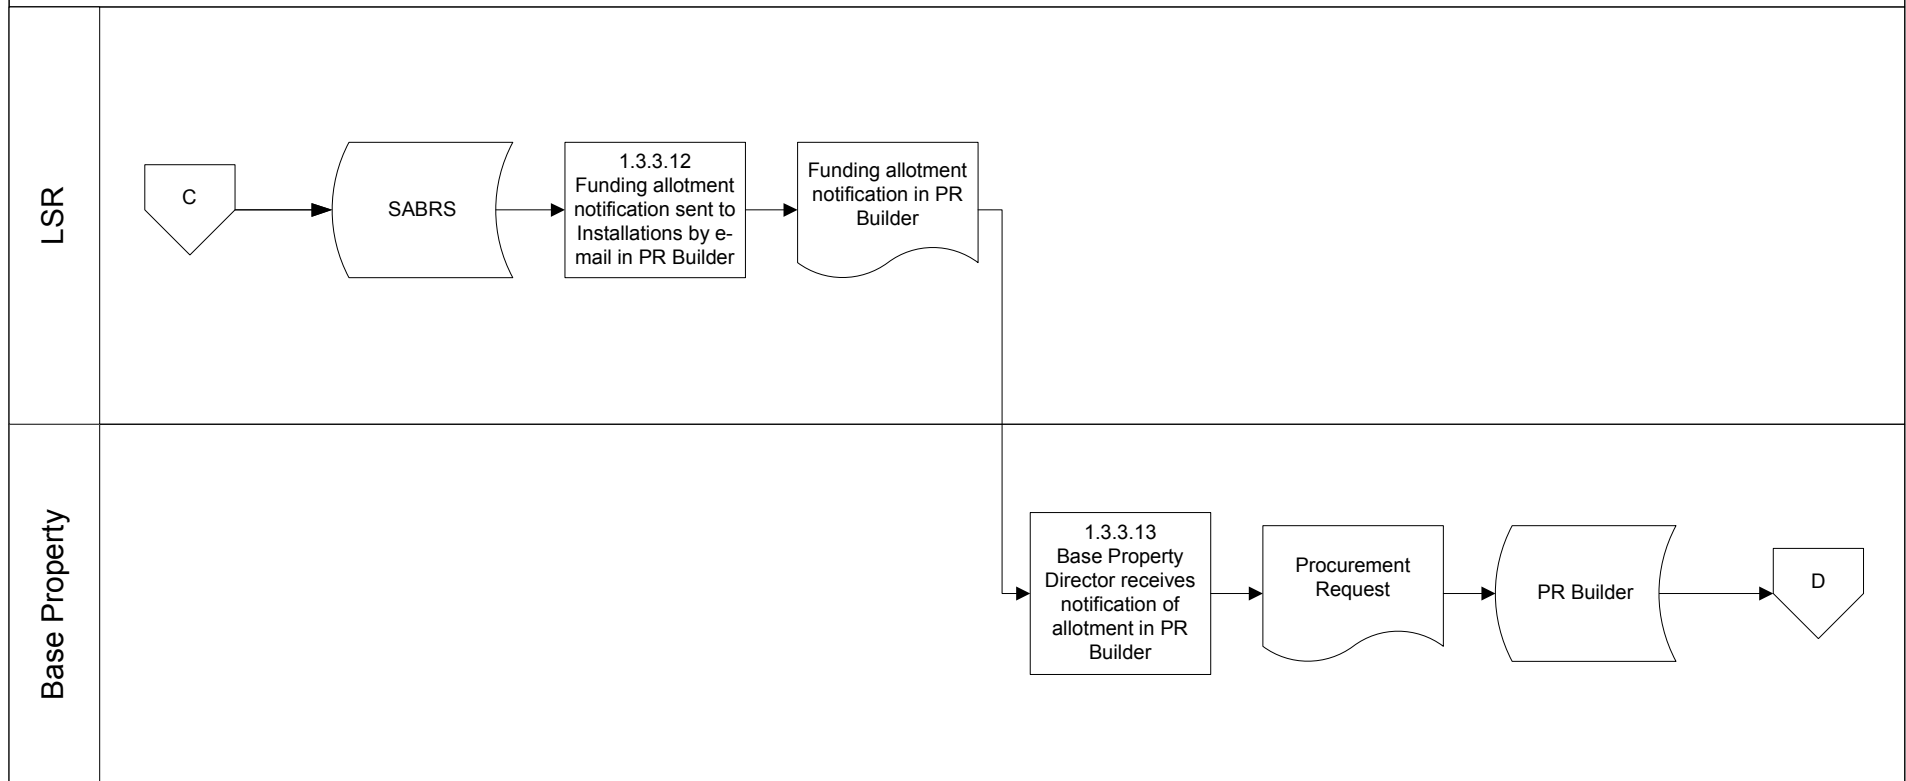 LSR
C
SABRS
1.3.3.12
Funding allotment
notification sent to
Installations by e-
mail in PR Builder
Funding allotment
notification in PR
Builder
Base Property
1.3.3.13
Base Property
Director receives
notification of
allotment in PR
Builder
Procurement
Request
PR Builder
D